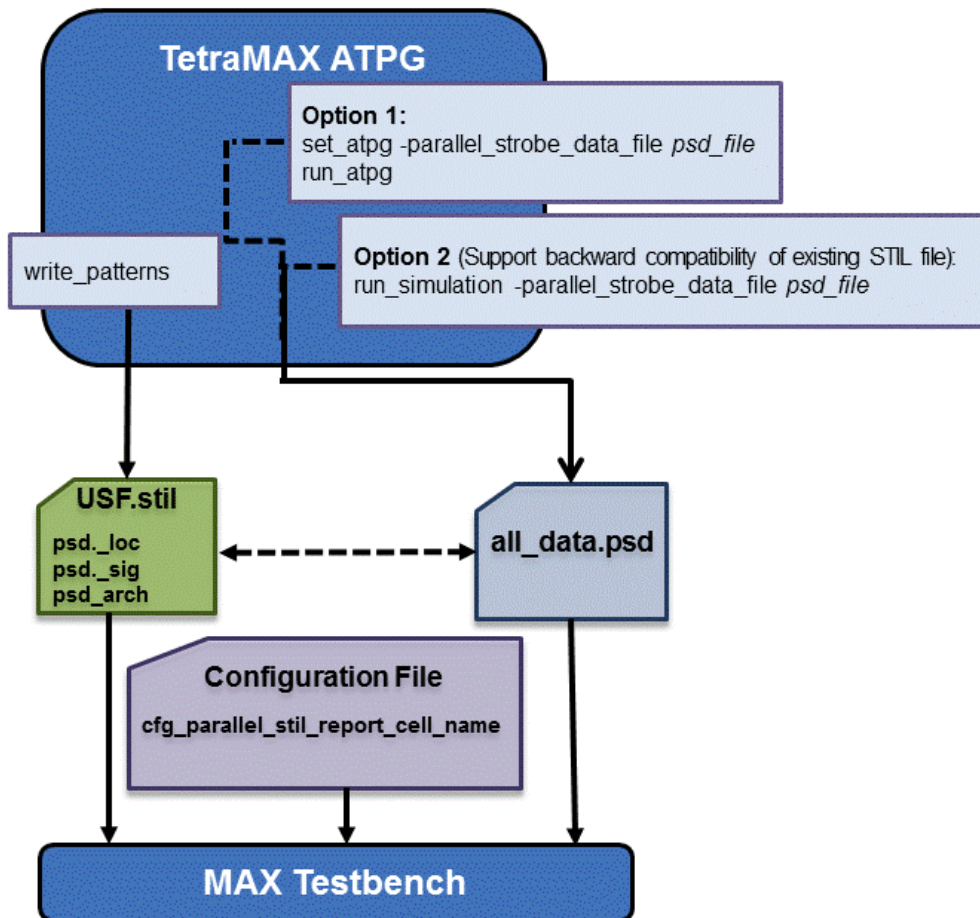 TetraMAX ATPG
Option 1:
set_atpg -parallel_strobe_data_file psd_file
run_atpg
Option 2 (Support backward compatibility of existing STIL file):
run_simulation -parallel_strobe_data_file psd_file
write_patterns
USF.stil
psd._loc
psd._sig
psd_arch
all_data.psd
Configuration File
cfg_parallel_stil_report_cell_name
MAX Testbench